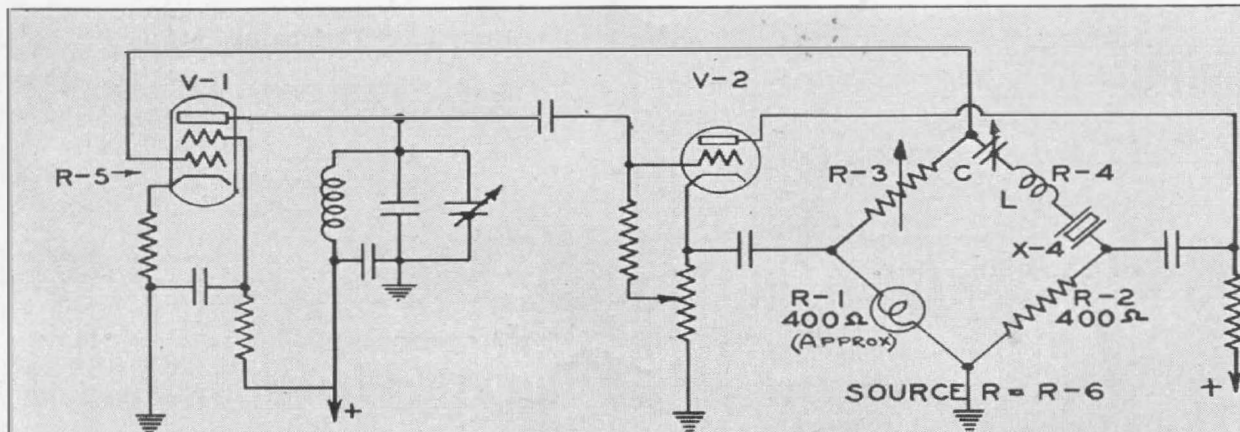 V-1
R-5
+
V-2
R-3
C
L
R-4
X-4
R-1
400Ω
(APPROX)
R-2
400Ω
SOURCE R = R-6
+